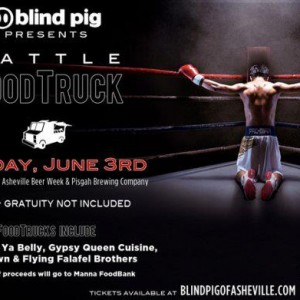 blind pig
PRESENTS
ATTLE
OODTRUCK
DAY, JUNE 3RD
Asheville Beer Week & Pisgah Brewing Company
+ GRATUITY NOT INCLUDED
FOODTRUCKS INCLUDE
Ya Belly, Gypsy Queen Cuisine,
wn & Flying Falafel Brothers
f proceeds will go to Manna FoodBank
TICKETS AVAILABLE AT BLINDPIGOFASHEVILLE.COM